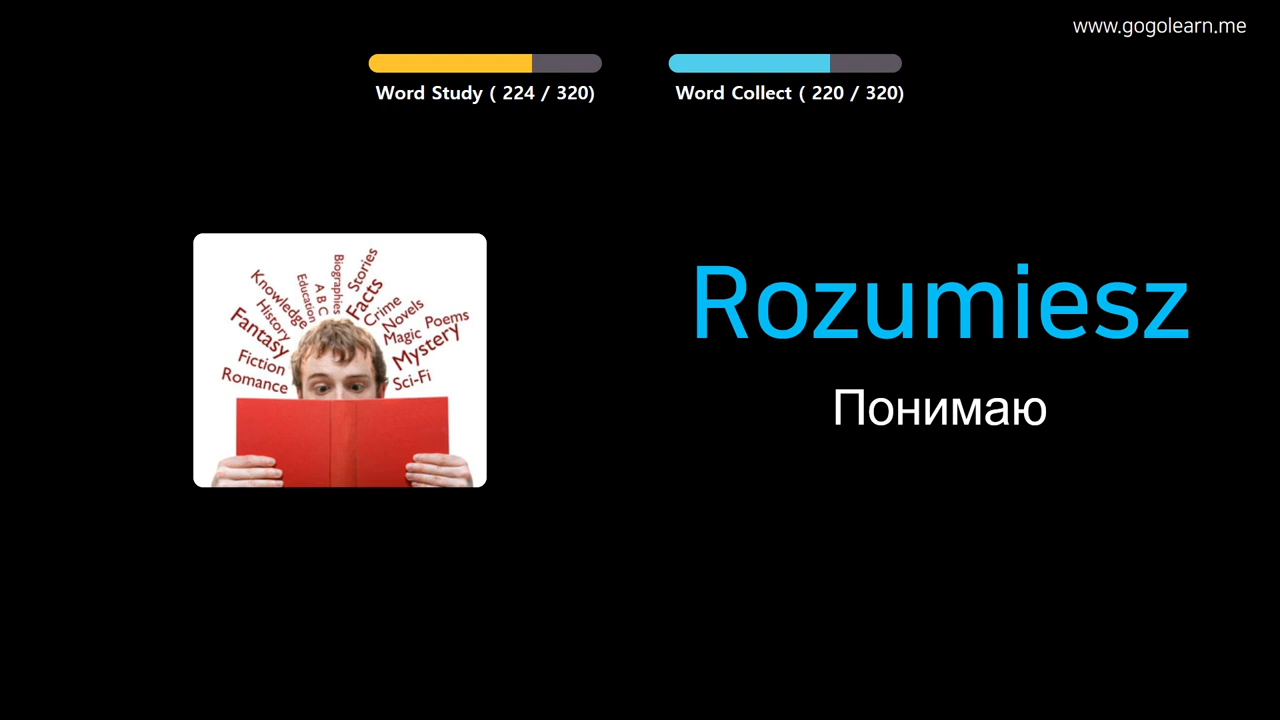 www.gogolearn.me
Word Study ( 224 / 320)
Word Collect ( 220 / 320)
Rozumiesz
Понимаю
Knowledge
History
Fantasy
Fiction
Romance
Education
A B C
Biographies
Stories
Facts
Crime
Novels
Magic
Poems
Mystery
Sci-Fi